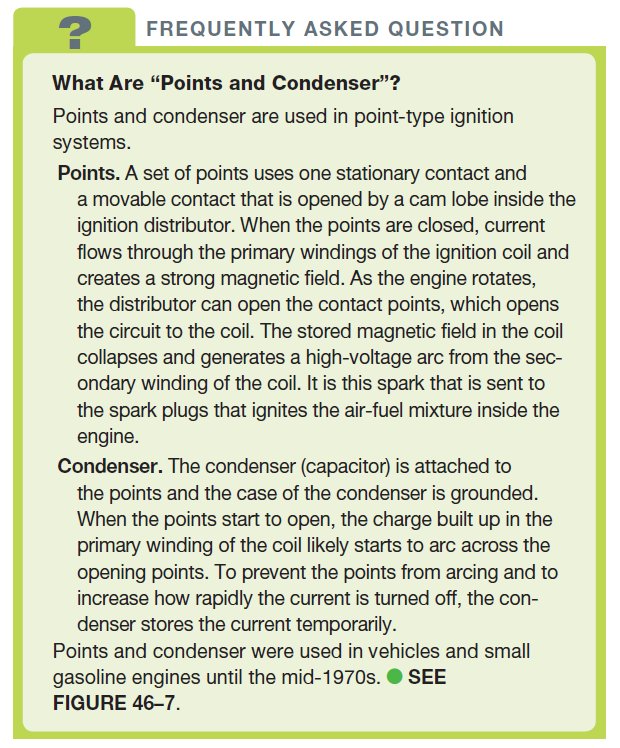 ?
FREQUENTLY ASKED QUESTION
What Are “Points and Condenser”?
Points and condenser are used in point-type ignition
systems.
Points. A set of points uses one stationary contact and
a movable contact that is opened by a cam lobe inside the
ignition distributor. When the points are closed, current
flows through the primary windings of the ignition coil and
creates a strong magnetic field. As the engine rotates,
the distributor can open the contact points, which opens
the circuit to the coil. The stored magnetic field in the coil
collapses and generates a high-voltage arc from the sec-
ondary winding of the coil. It is this spark that is sent to
the spark plugs that ignites the air-fuel mixture inside the
engine.
Condenser. The condenser (capacitor) is attached to
the points and the case of the condenser is grounded.
When the points start to open, the charge built up in the
primary winding of the coil likely starts to arc across the
opening points. To prevent the points from arcing and to
increase how rapidly the current is turned off, the con-
denser stores the current temporarily.
Points and condenser were used in vehicles and small
gasoline engines until the mid-1970s. ● SEE
FIGURE 46–7.